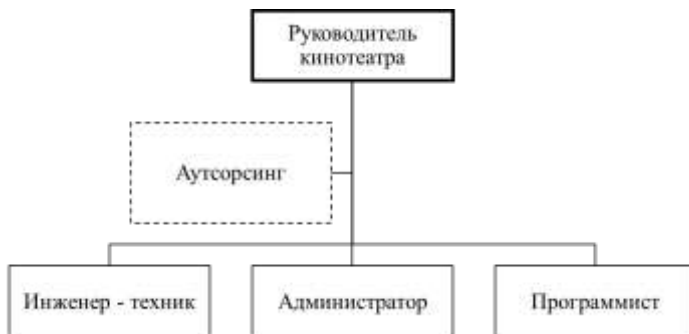 Руководитель
кинотеатра
Аутсорсинг
Инженер - техник
Администратор
Программист